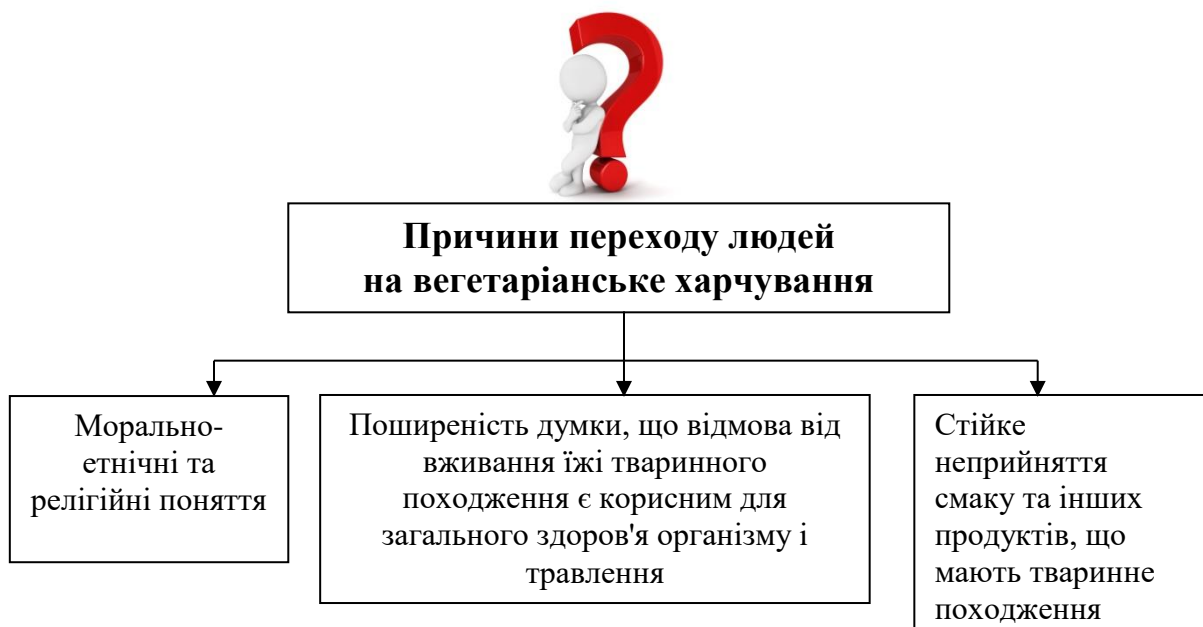 Причини переходу людей
на вегетаріанське харчування
Морально-
етнічні та
релігійні поняття
Поширеність думки, що відмова від
вживання їжі тваринного
походження є корисним для
загального здоров'я організму і
травлення
Стійке
неприйняття
смаку та інших
продуктів, що
мають тваринне
походження